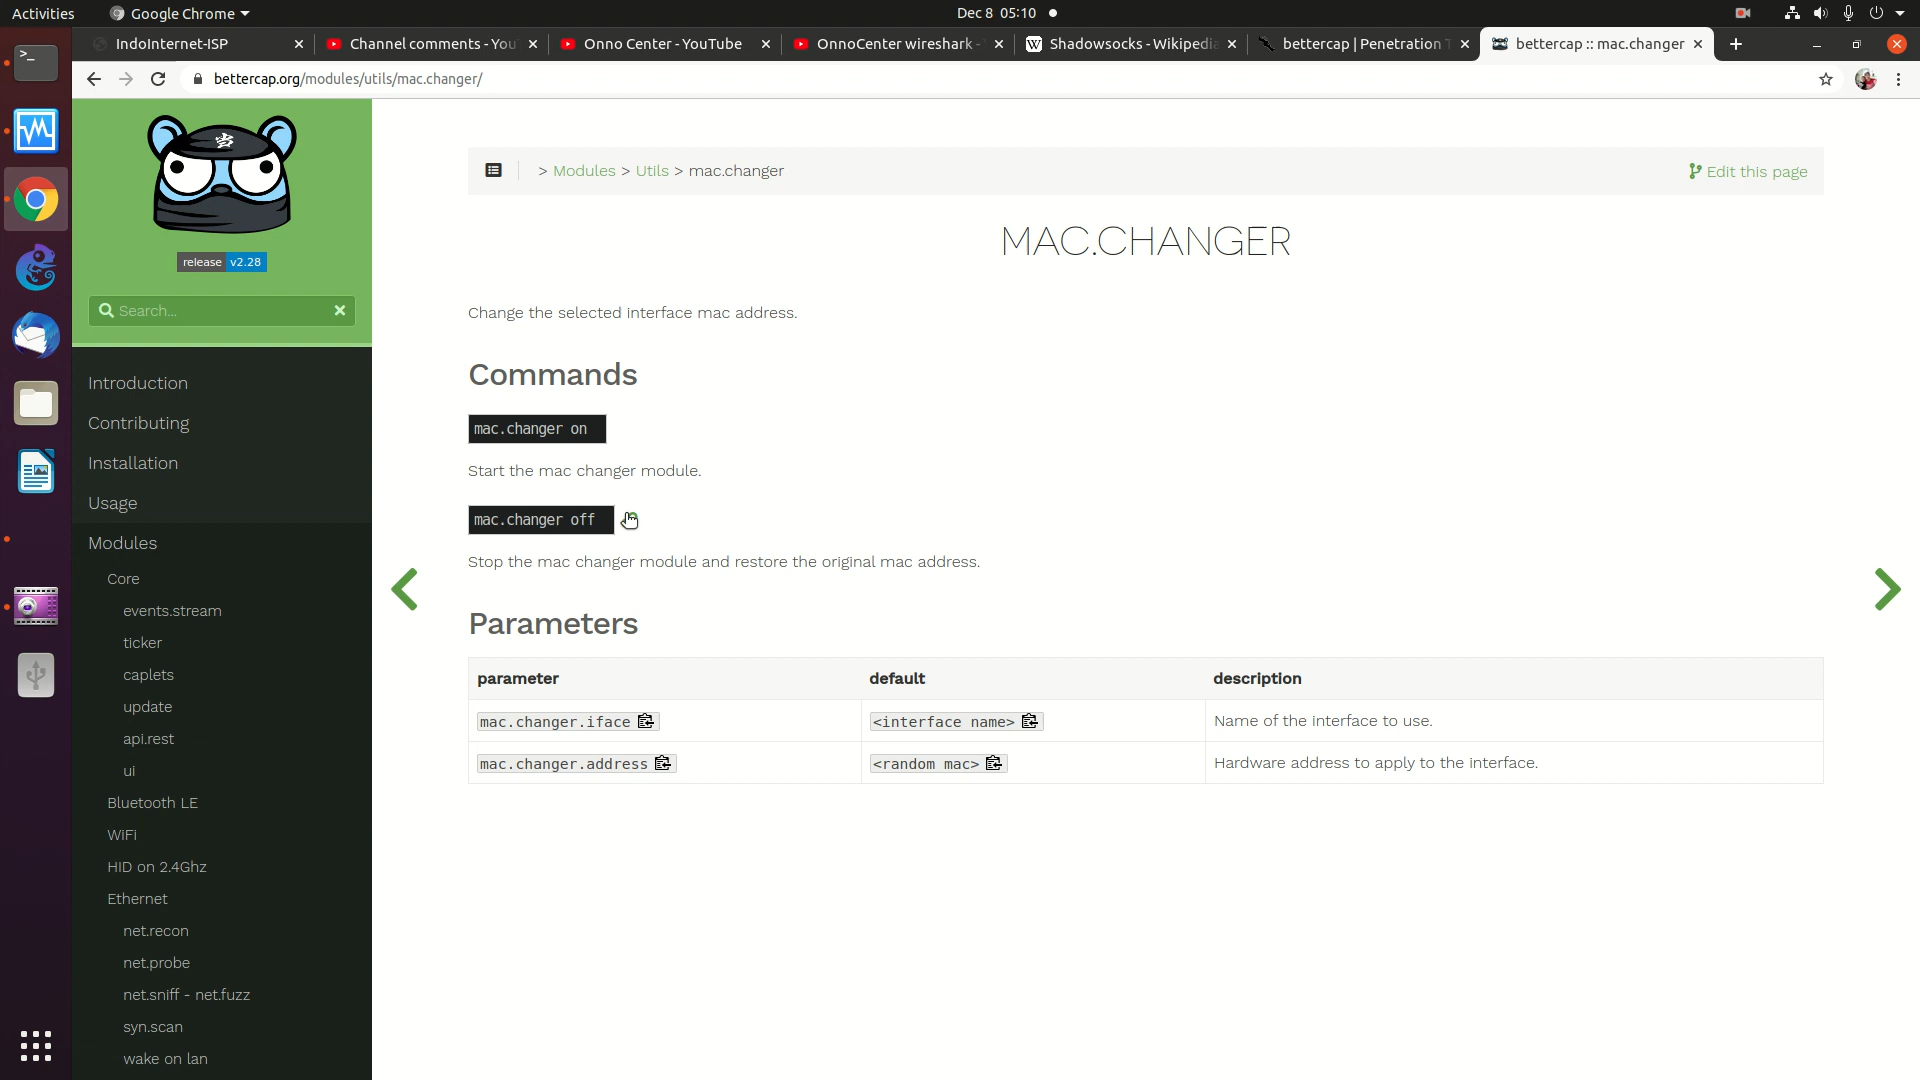 Activities
Google Chrome
Dec 8 05:10
IndoInternet-ISP
Channel comments - You
Onno Center - YouTube
OnnoCenter wireshark -
Shadowsocks - Wikipedi
bettercap | Penetration T
bettercap :: mac.changer
bettercap.org/modules/utils/mac.changer/
release v2.28
Search...
Introduction
Contributing
Installation
Usage
Modules
Core
events.stream
ticker
caplets
update
api.rest
ui
Bluetooth LE
WiFi
HID on 2.4Ghz
Ethernet
net.recon
net.probe
net.sniff - net.fuzz
syn.scan
wake on lan
> Modules > Utils > mac.changer
Edit this page
MAC.CHANGER
Change the selected interface mac address.
Commands
mac.changer on
Start the mac changer module.
mac.changer off
Stop the mac changer module and restore the original mac address.
Parameters
parameter default description
mac.changer.iface <interface name> Name of the interface to use.
mac.changer.address <random mac> Hardware address to apply to the interface.